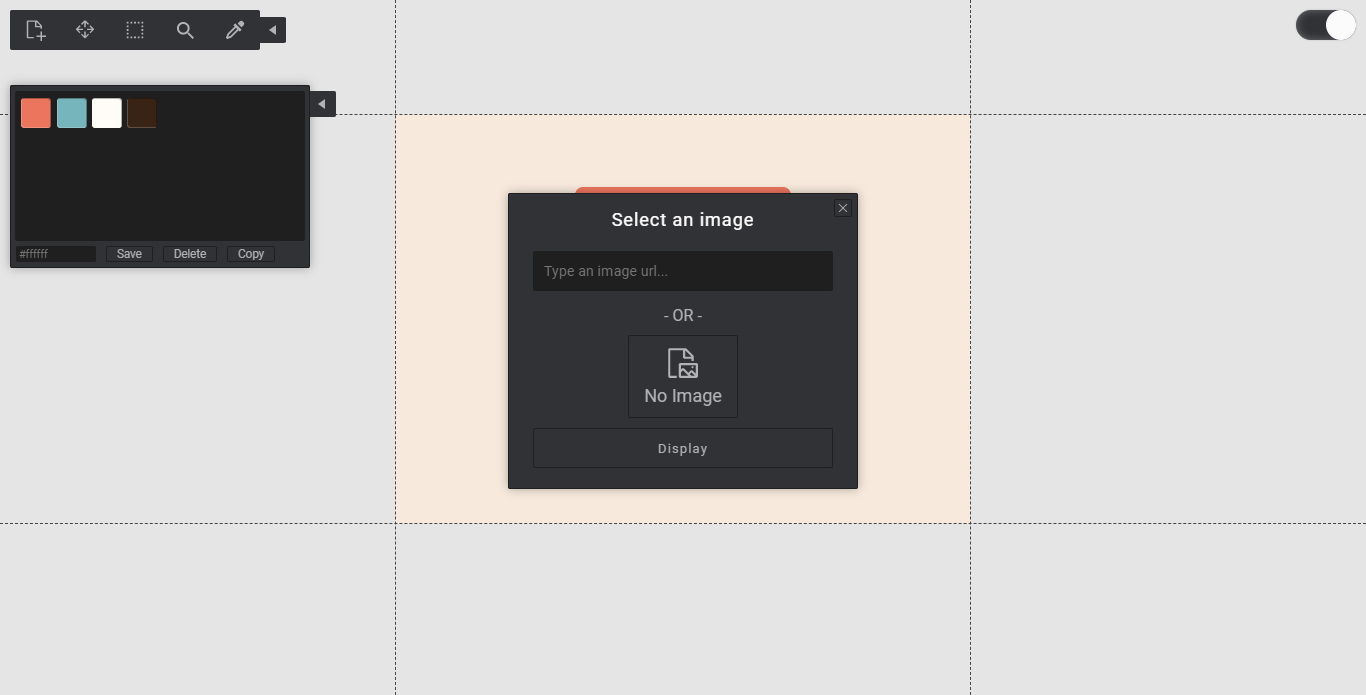 #ffffff
Save
Delete
Copy
Select an image
Type an image url...
- OR -
No Image
Display